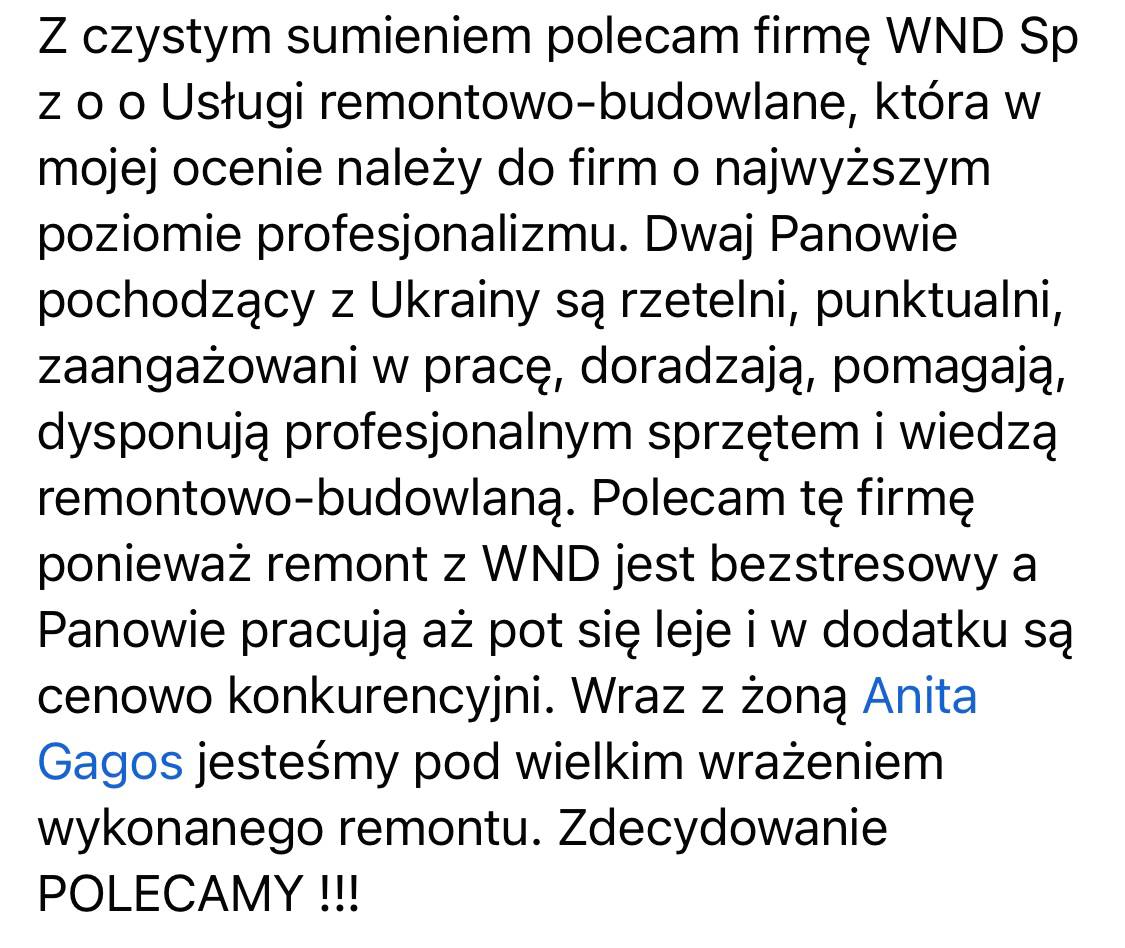 Z czystym sumieniem polecam firmę WND Sp
z o o Usługi remontowo-budowlane, która w
mojej ocenie należy do firm o najwyższym
poziomie profesjonalizmu. Dwaj Panowie
pochodzący z Ukrainy są rzetelni, punktualni,
zaangażowani w pracę, doradzają, pomagają,
dysponują profesjonalnym sprzętem i wiedzą
remontowo-budowlaną. Polecam tę firmę
ponieważ remont z WND jest bezstresowy a
Panowie pracują aż pot się leje i w dodatku są
cenowo konkurencyjni. Wraz z żoną Anita
Gagos jesteśmy pod wielkim wrażeniem
wykonanego remontu. Zdecydowanie
POLECAMY !!!